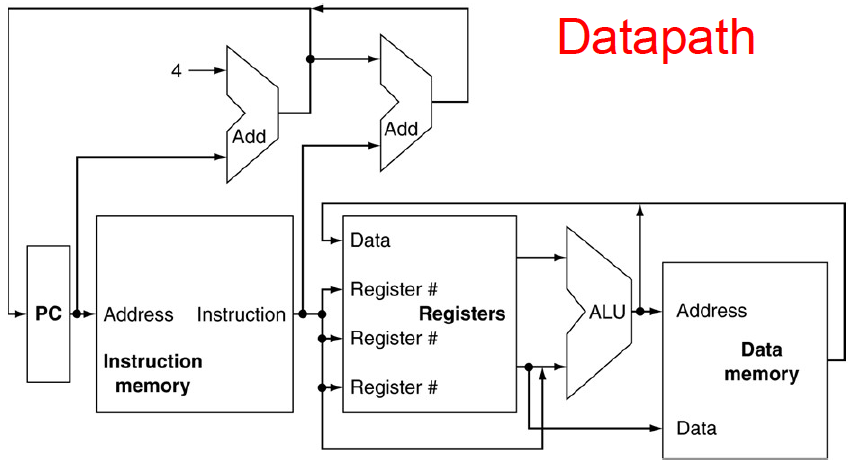 Datapath
4
Add
Add
Data
PC
Address
Instruction
Register #
Registers
Register #
Register #
Instruction
memory
ALU
Address
Data
memory
Data